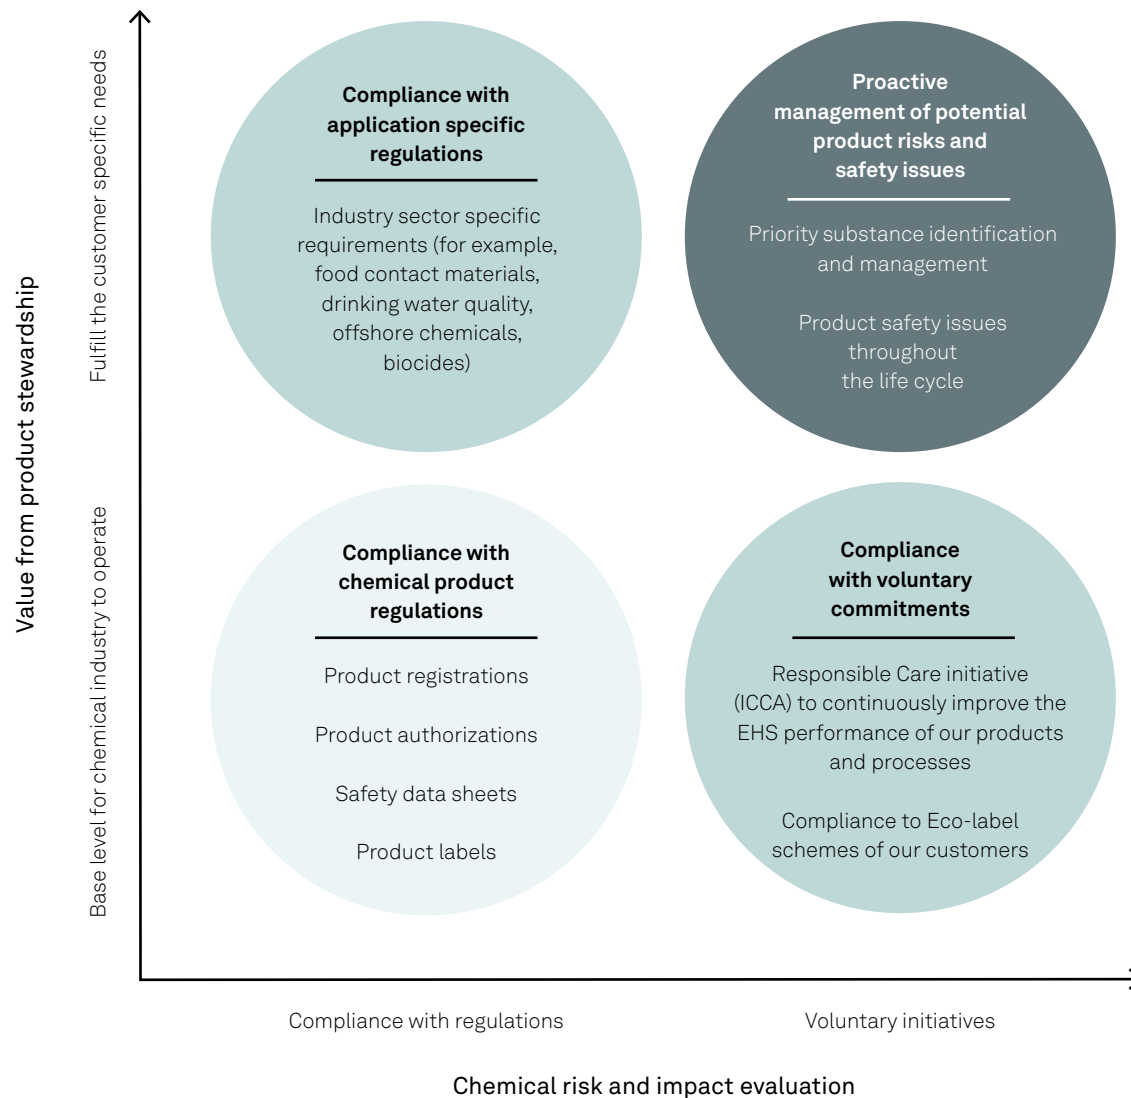 Value from product stewardship
Fulfill the customer specific needs
Base level for chemical industry to operate
Compliance with
application specific
regulations
Industry sector specific
requirements (for example,
food contact materials,
drinking water quality,
offshore chemicals,
biocides)
Proactive
management of potential
product risks and
safety issues
Priority substance identification
and management
Product safety issues
throughout
the life cycle
Compliance with
chemical product
regulations
Product registrations
Product authorizations
Safety data sheets
Product labels
Compliance
with voluntary
commitments
Responsible Care initiative
(ICCA) to continuously improve the
EHS performance of our products
and processes
Compliance to Eco-label
schemes of our customers
Compliance with regulations
Voluntary initiatives
Chemical risk and impact evaluation